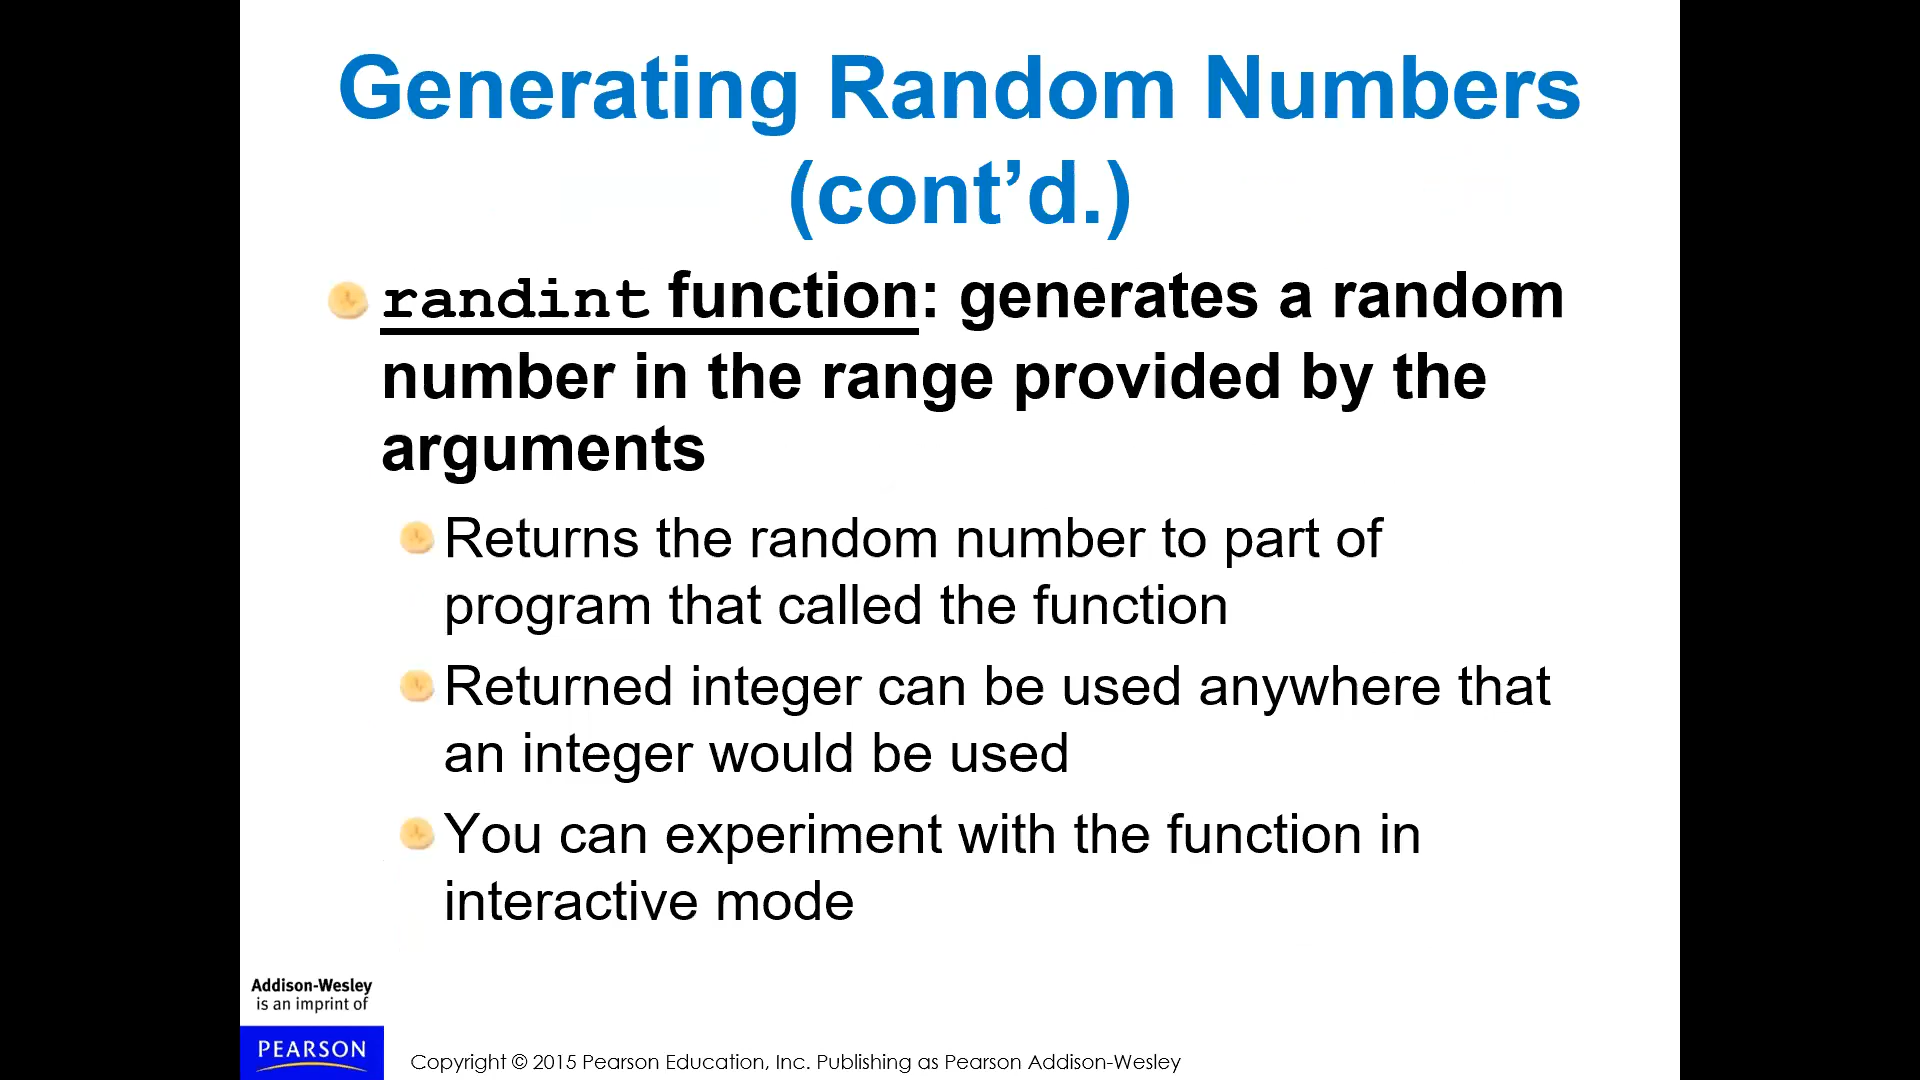 Generating Random Numbers
(cont’d.)
randint function: generates a random
number in the range provided by the
arguments
Returns the random number to part of
program that called the function
Returned integer can be used anywhere that
an integer would be used
You can experiment with the function in
interactive mode
Addison-Wesley
is an imprint of
PEARSON
Copyright © 2015 Pearson Education, Inc. Publishing as Pearson Addison-Wesley